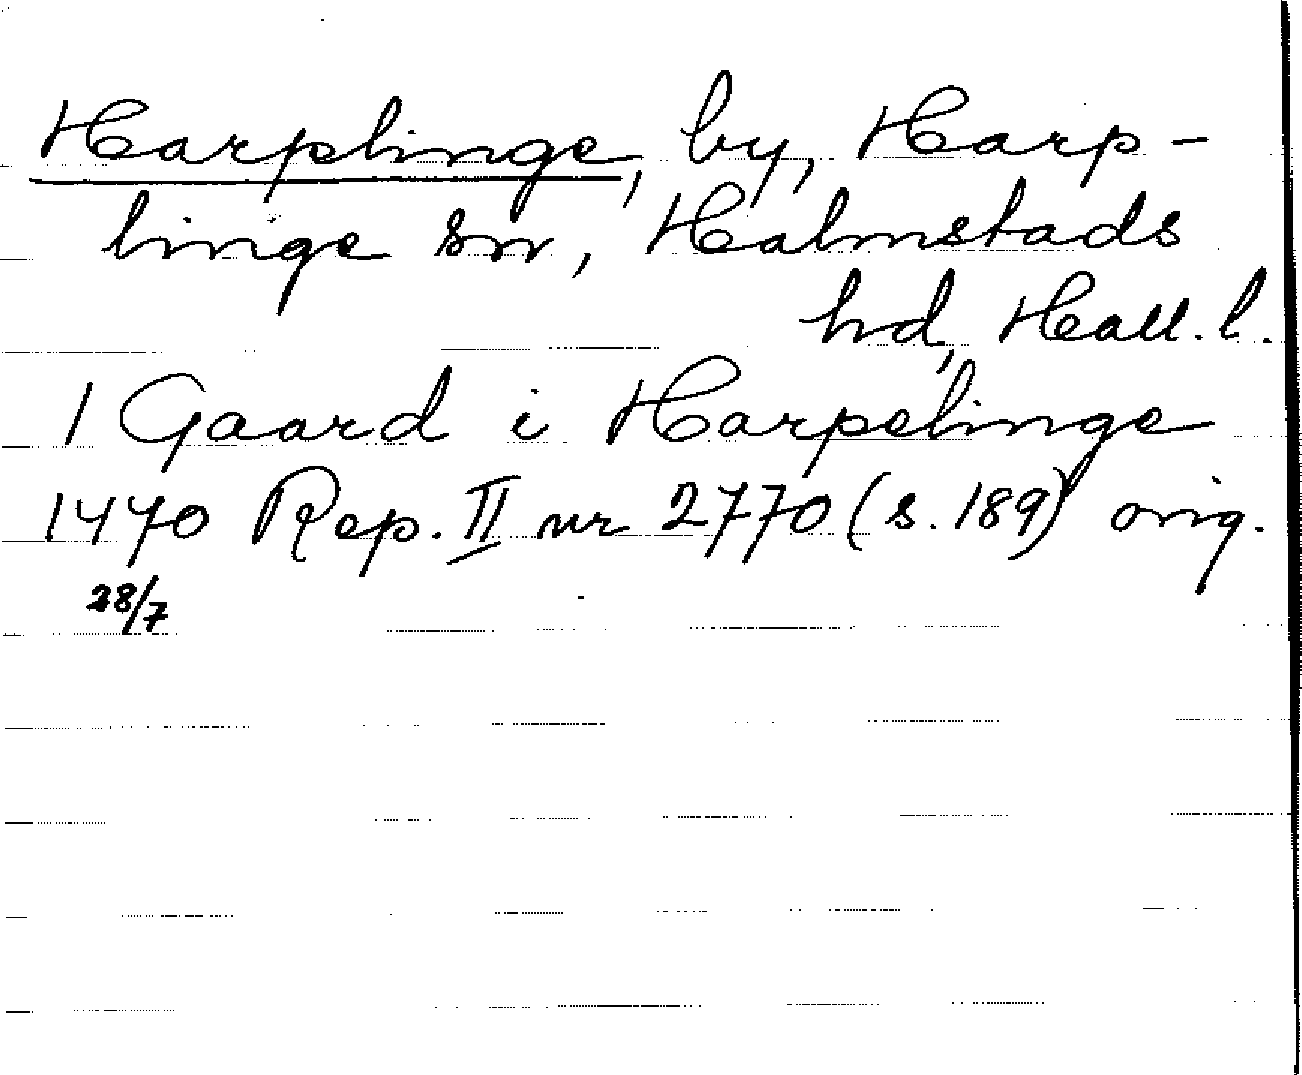 Harplinge, by, Harp-
linge sn, Halmstads
hd, Hall. l.
1 Gaard i Harpelinge
1470 Rep. II nr 2770 (s. 189) orig.
28/7